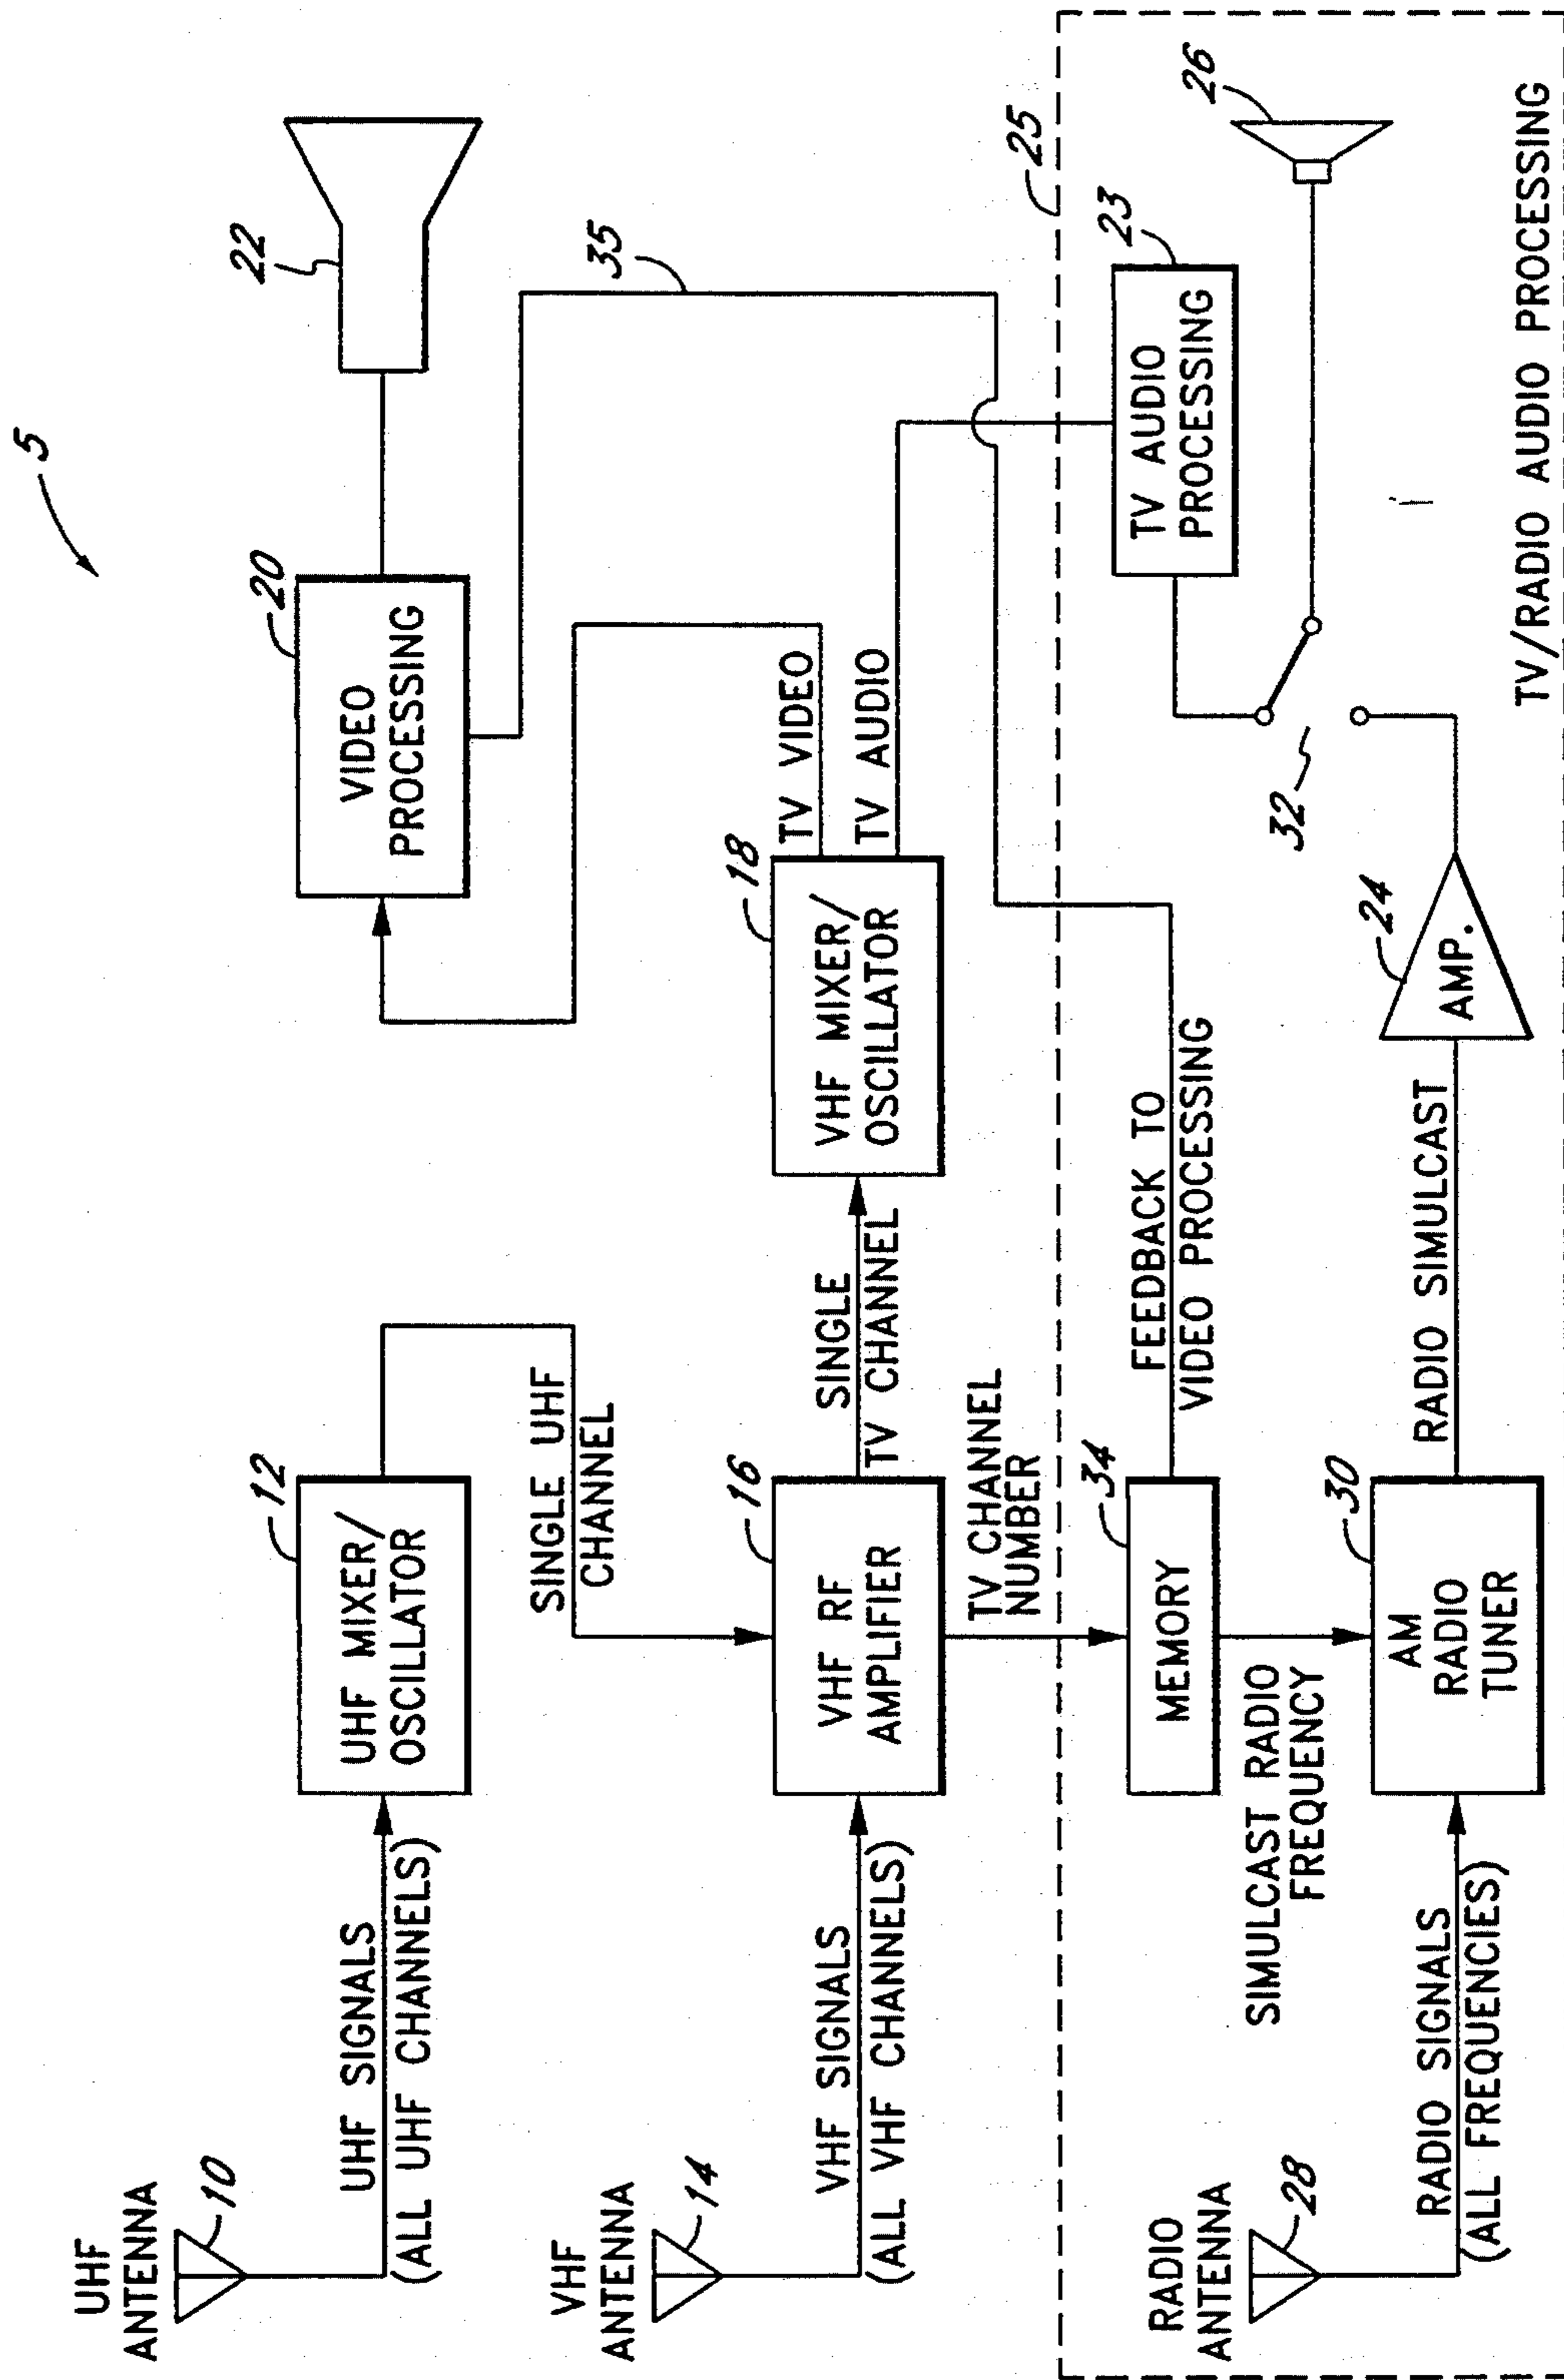 5
UHF
ANTENNA
10
UHF SIGNALS
(ALL UHF CHANNELS)
12
UHF MIXER/
OSCILLATOR
SINGLE UHF
CHANNEL
20
VIDEO
PROCESSING
22
35
VHF
ANTENNA
14
VHF SIGNALS
(ALL VHF CHANNELS)
16
VHF RF
AMPLIFIER
SINGLE
TV CHANNEL
18
VHF MIXER/
OSCILLATOR
TV VIDEO
TV AUDIO
TV CHANNEL
NUMBER
25
34
MEMORY
FEEDBACK TO
VIDEO PROCESSING
23
TV AUDIO
PROCESSING
26
RADIO
ANTENNA
28
SIMULCAST RADIO
FREQUENCY
RADIO SIGNALS
(ALL FREQUENCIES)
30
AM
RADIO
TUNER
RADIO SIMULCAST
24
AMP.
32
TV/RADIO AUDIO PROCESSING